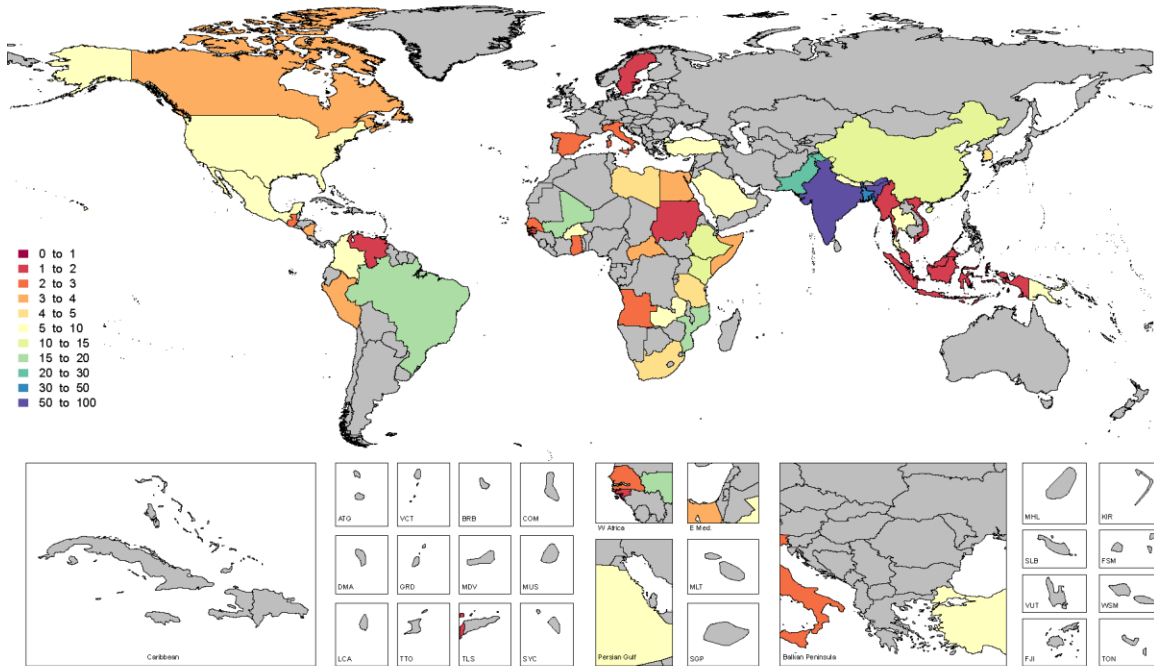 0 to 1
1 to 2
2 to 3
3 to 4
4 to 5
5 to 10
10 to 15
15 to 20
20 to 30
30 to 50
50 to 100
ATG
VCT
BRB
COM
W Africa
E Med.
MHL
KIR
DMA
GRD
MDV
MUS
MLT
SLB
FSM
VUT
WSM
Caribbean
LCA
TTO
TLS
SYC
Persian Gulf
SGP
Balkan Peninsula
FJI
TON